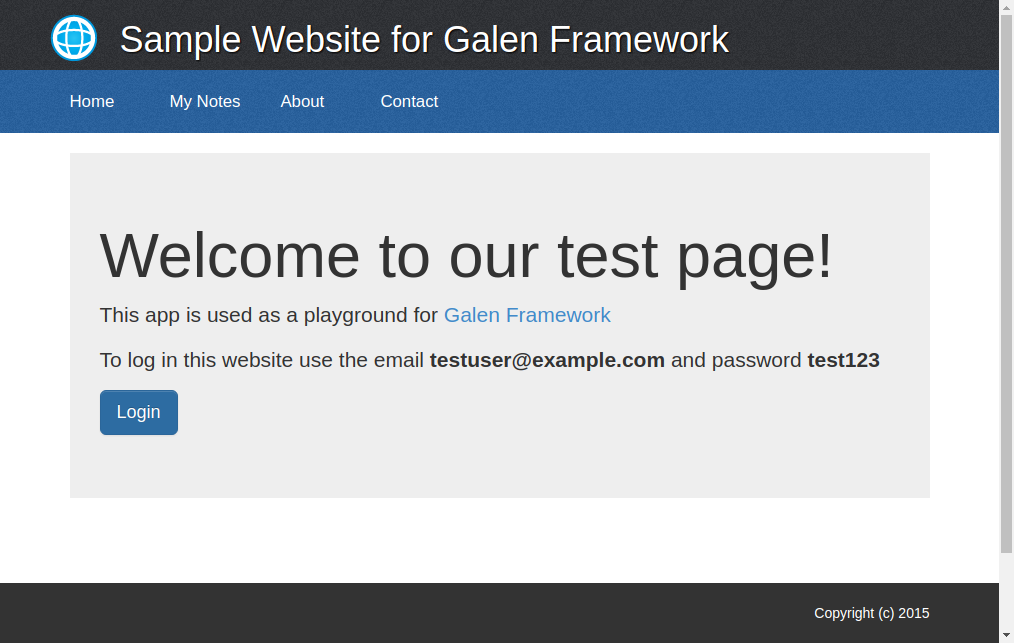 Sample Website for Galen Framework
Home My Notes About Contact
Welcome to our test page!
This app is used as a playground for Galen Framework
To log in this website use the email testuser@example.com and password test123
Login
Copyright (c) 2015